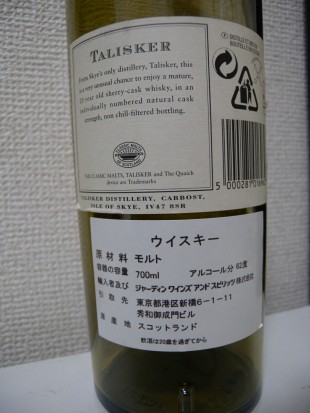 TALISKER
From Skye's only distillery, Talisker, this
is a very unusual chance to enjoy a mature,
year old sherry-cask whisky, in an
individually numbered natural cask
strength, non chill-filtered bottling.
THE CLASSIC MALTS, TALISKER and The Quaich
device are Trademarks
TALISKER DISTILLERY, CARBOST,
ISLE OF SKYE, IV47 8SR
5 000281
ウイスキー
原材料 モルト
容器の容量 700ml アルコール分 62度
輸入者及び ジャーディン ワインズ アンド スピリッツ株式会社
引取先 東京都港区新橋6－1－11
秀和御成門ビル
原産地 スコットランド
飲酒は20歳を過ぎてから